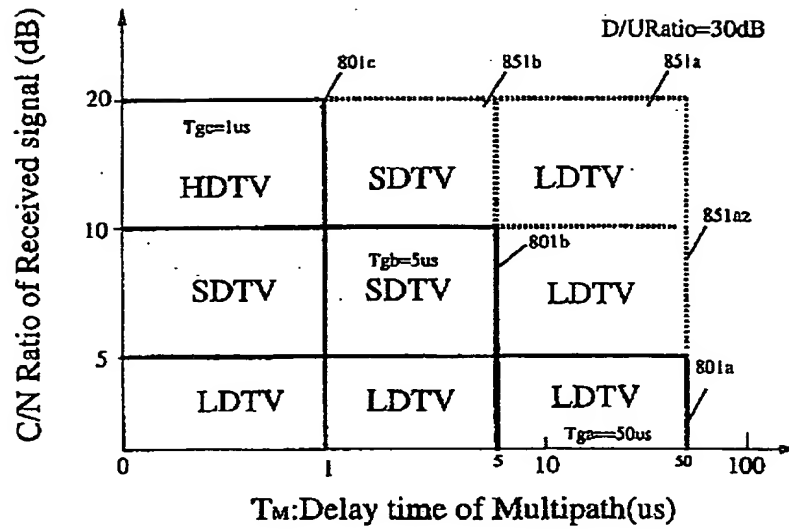 D/URatio=30dB
801c
851b
851a
C/N Ratio of Received signal (dB)
20
Tgc=1us
HDTV
SDTV
LDTV
851az
10
801b
Tgb=5us
SDTV
SDTV
LDTV
5
801a
LDTV
LDTV
LDTV
Tga=50us
0
1
5
10
50
100
TM:Delay time of Multipath(us)